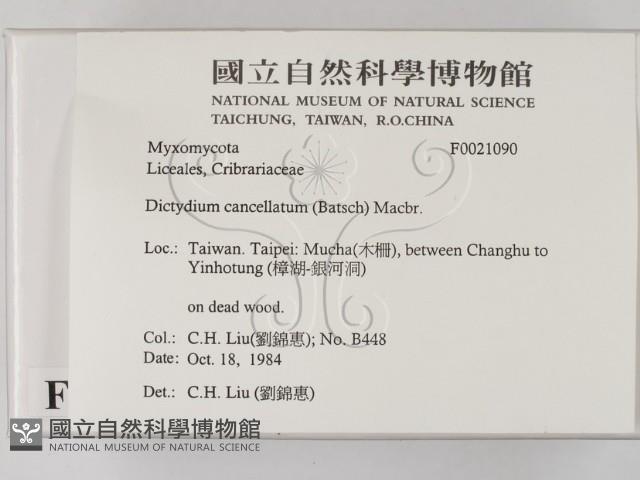 國立自然科學博物館
NATIONAL MUSEUM OF NATURAL SCIENCE
TAICHUNG, TAIWAN, R.O.CHINA
Myxomycota F0021090
Liceales, Cribrariaceae
Dictydium cancellatum (Batsch) Macbr.
Loc.: Taiwan. Taipei: Mucha(木柵), between Changhu to
Yinhotung (樟湖-銀河洞)
on dead wood.
Col.: C.H. Liu(劉錦惠); No. B448
Date: Oct. 18, 1984
Det.: C.H. Liu (劉錦惠)
F
國立自然科學博物館
NATIONAL MUSEUM OF NATURAL SCIENCE